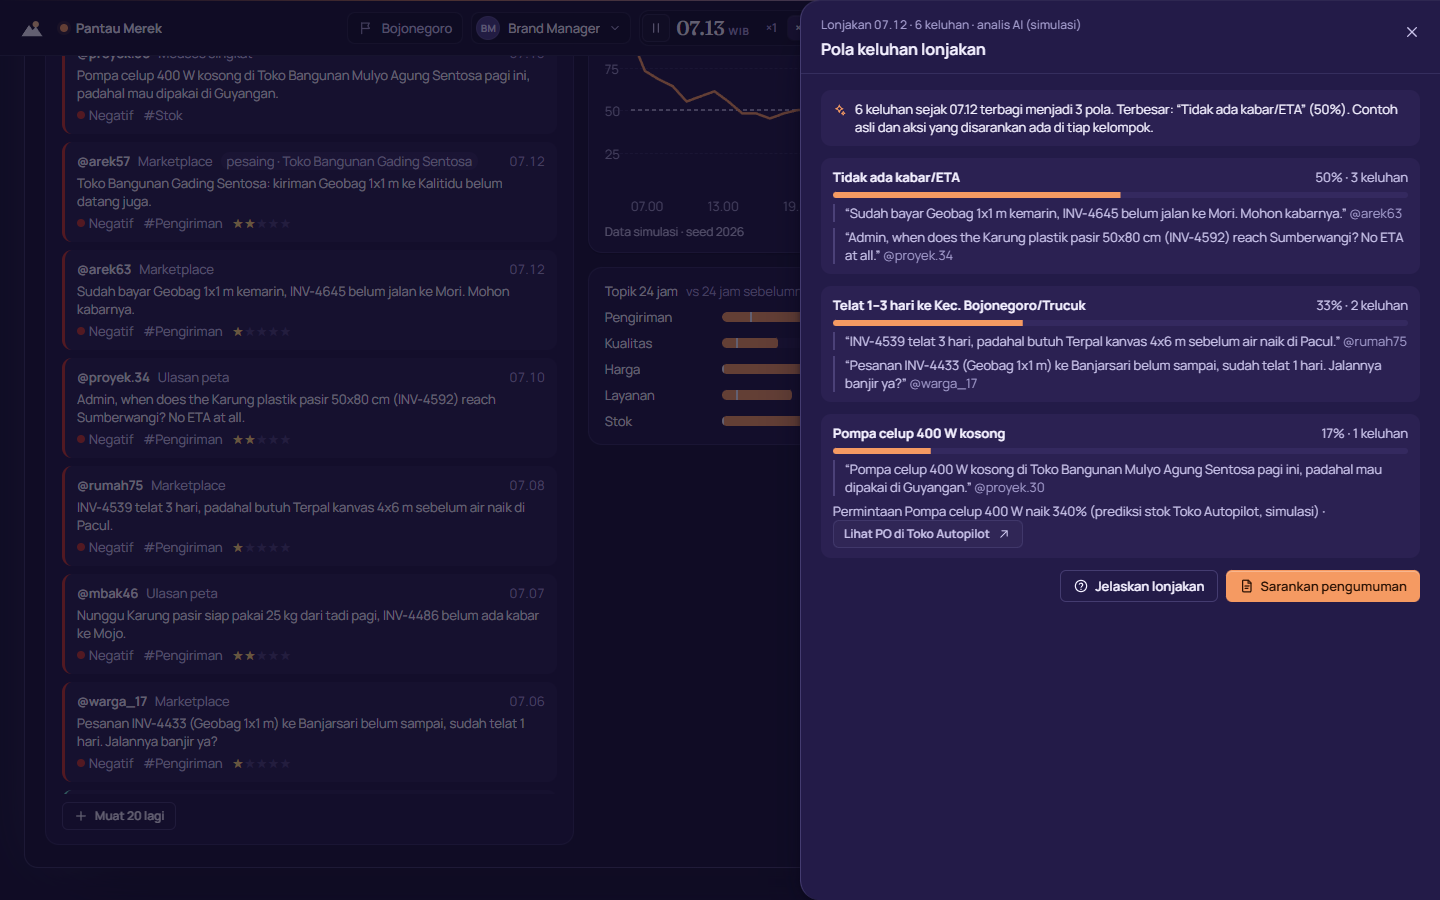 Pantau Merek
Bojonegoro
BM Brand Manager
07.13 WIB
×1
Pompa celup 400 W kosong di Toko Bangunan Mulyo Agung Sentosa pagi ini,
padahal mau dipakai di Guyangan.
Negatif #Stok
@arek57 Marketplace pesaing · Toko Bangunan Gading Sentosa 07.12
Toko Bangunan Gading Sentosa: kiriman Geobag 1x1 m ke Kalitidu belum
datang juga.
Negatif #Pengiriman ★★★★★
@arek63 Marketplace 07.12
Sudah bayar Geobag 1x1 m kemarin, INV-4645 belum jalan ke Mori. Mohon
kabarnya.
Negatif #Pengiriman ★★★★★
@proyek.34 Ulasan peta 07.10
Admin, when does the Karung plastik pasir 50x80 cm (INV-4592) reach
Sumberwangi? No ETA at all.
Negatif #Pengiriman ★★★★★
@rumah75 Marketplace 07.08
INV-4539 telat 3 hari, padahal butuh Terpal kanvas 4x6 m sebelum air naik di
Pacul.
Negatif #Pengiriman ★★★★★
@mbak46 Ulasan peta 07.07
Nunggu Karung pasir siap pakai 25 kg dari tadi pagi, INV-4486 belum ada kabar
ke Mojo.
Negatif #Pengiriman ★★★★★
@warga_17 Marketplace 07.06
Pesanan INV-4433 (Geobag 1x1 m) ke Banjarsari belum sampai, sudah telat 1
hari. Jalannya banjir ya?
Negatif #Pengiriman ★★★★★
+ Muat 20 lagi
75
50
25
07.00 13.00 19.
Data simulasi · seed 2026
Topik 24 jam vs 24 jam sebelumn
Pengiriman
Kualitas
Harga
Layanan
Stok
Lonjakan 07.12 · 6 keluhan · analis AI (simulasi)
Pola keluhan lonjakan
6 keluhan sejak 07.12 terbagi menjadi 3 pola. Terbesar: “Tidak ada kabar/ETA” (50%). Contoh
asli dan aksi yang disarankan ada di tiap kelompok.
Tidak ada kabar/ETA 50% · 3 keluhan
“Sudah bayar Geobag 1x1 m kemarin, INV-4645 belum jalan ke Mori. Mohon kabarnya.” @arek63
“Admin, when does the Karung plastik pasir 50x80 cm (INV-4592) reach Sumberwangi? No ETA
at all.” @proyek.34
Telat 1–3 hari ke Kec. Bojonegoro/Trucuk 33% · 2 keluhan
“INV-4539 telat 3 hari, padahal butuh Terpal kanvas 4x6 m sebelum air naik di Pacul.” @rumah75
“Pesanan INV-4433 (Geobag 1x1 m) ke Banjarsari belum sampai, sudah telat 1 hari. Jalannya
banjir ya?” @warga_17
Pompa celup 400 W kosong 17% · 1 keluhan
“Pompa celup 400 W kosong di Toko Bangunan Mulyo Agung Sentosa pagi ini, padahal mau
dipakai di Guyangan.” @proyek.30
Permintaan Pompa celup 400 W naik 340% (prediksi stok Toko Autopilot, simulasi) ·
Lihat PO di Toko Autopilot
Jelaskan lonjakan
Sarankan pengumuman